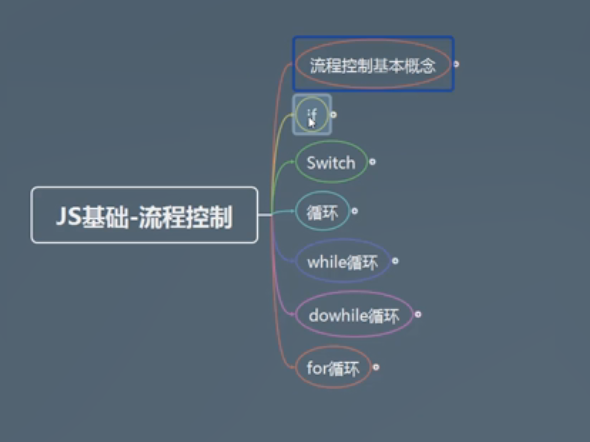 流程控制基本概念
if
Switch
JS基础-流程控制
循环
while循环
dowhile循环
for循环